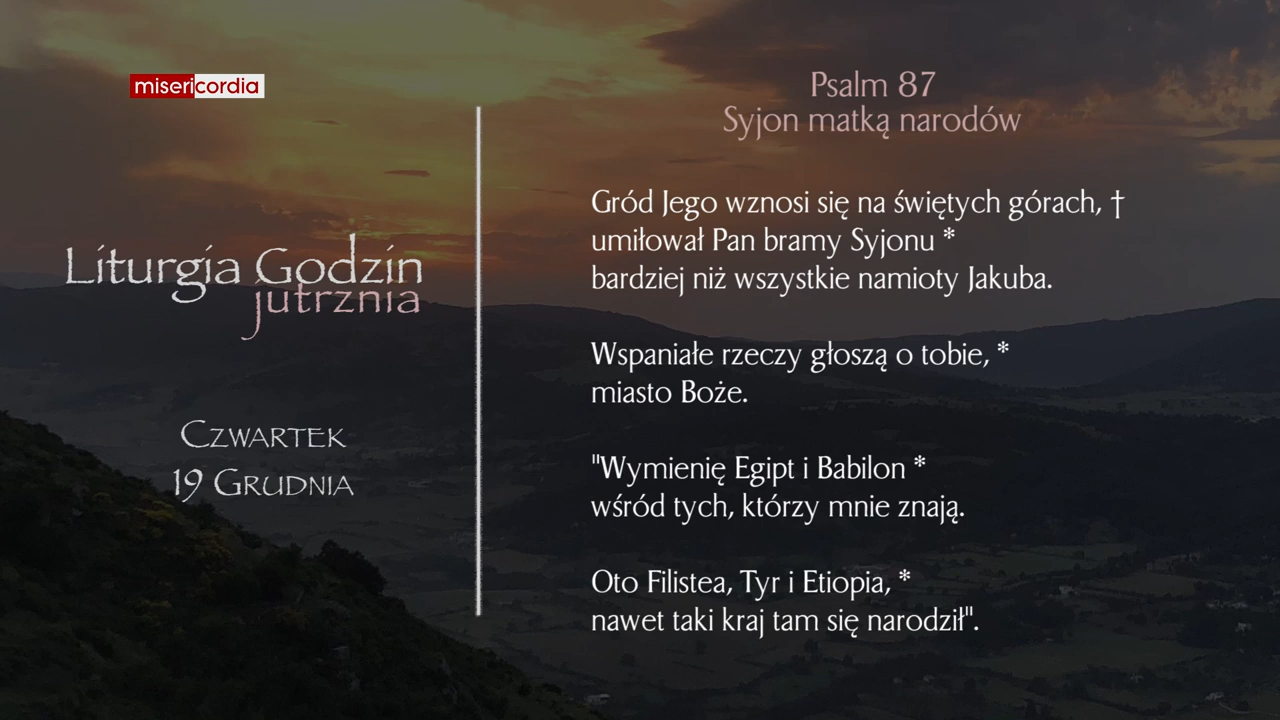 misericordia
Liturgia Godzin
jutrznia
Czwartek
19 Grudnia
Psalm 87
Syjon matką narodów
Gród Jego wznosi się na świętych górach, †
umiłował Pan bramy Syjonu *
bardziej niż wszystkie namioty Jakuba.
Wspaniałe rzeczy głoszą o tobie, *
miasto Boże.
"Wymienię Egipt i Babilon *
wśród tych, którzy mnie znają.
Oto Filistea, Tyr i Etiopia, *
nawet taki kraj tam się narodził".